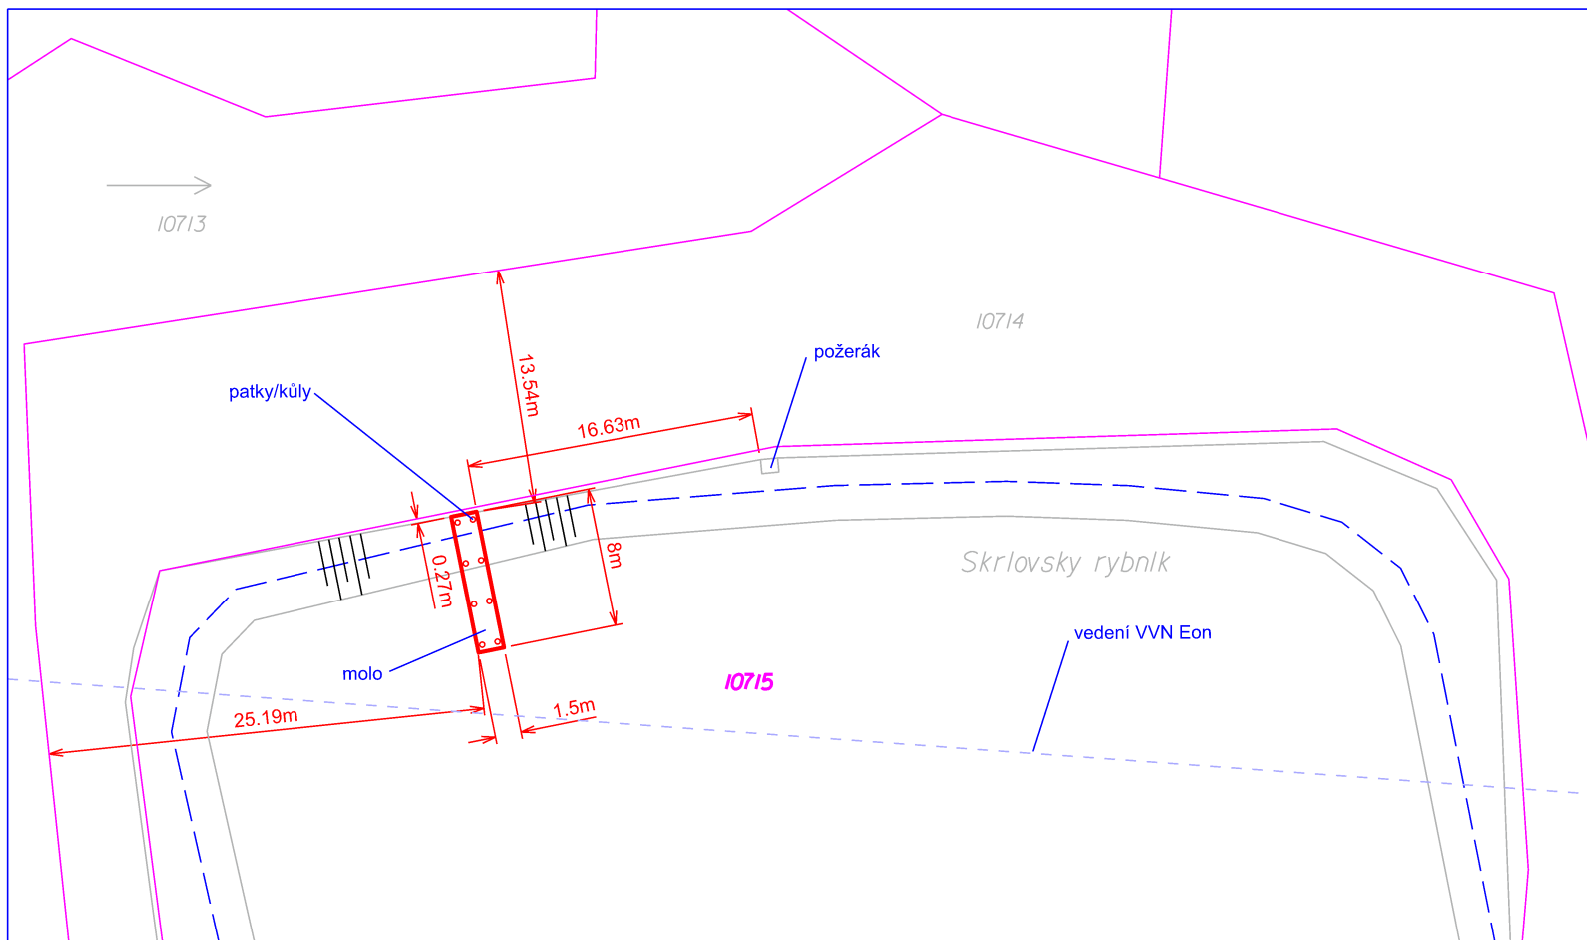 10713
10714
13.54m
požerák
patky/kůly
16.63m
8m
0.27m
Skrlovsky rybnIk
vedení VVN Eon
molo
10715
25.19m
1.5m